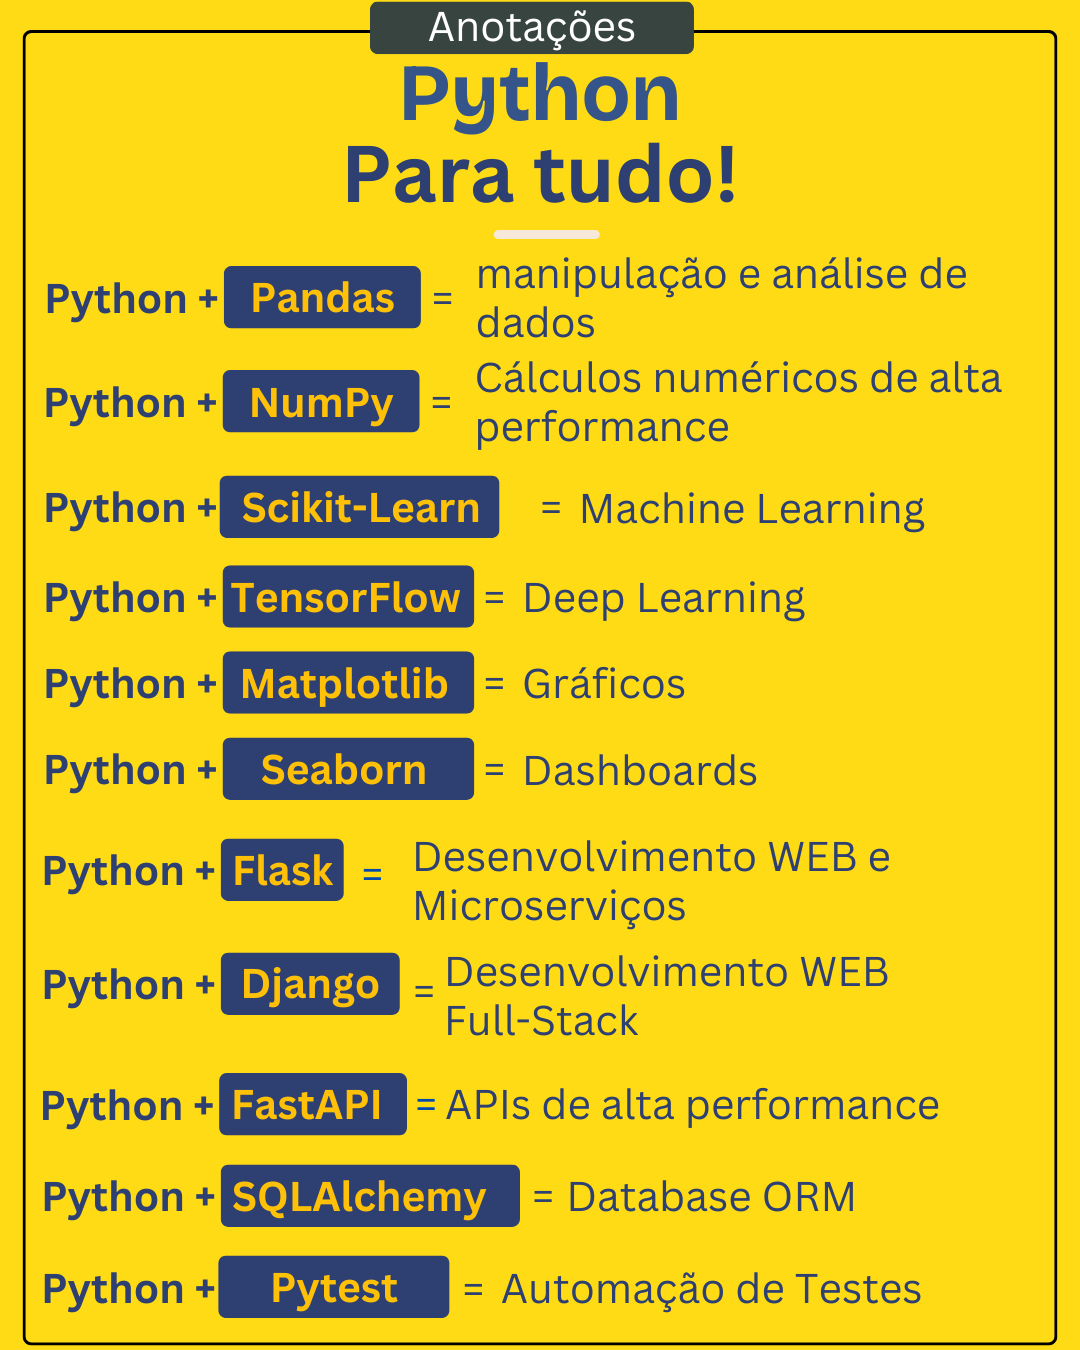 Anotações
Python
Para tudo!
Python + Pandas = manipulação e análise de
dados
Python + NumPy = Cálculos numéricos de alta
performance
Python + Scikit-Learn = Machine Learning
Python + TensorFlow = Deep Learning
Python + Matplotlib = Gráficos
Python + Seaborn = Dashboards
Python + Flask = Desenvolvimento WEB e
Microserviços
Python + Django = Desenvolvimento WEB
Full-Stack
Python + FastAPI = APIs de alta performance
Python + SQLAlchemy = Database ORM
Python + Pytest = Automação de Testes